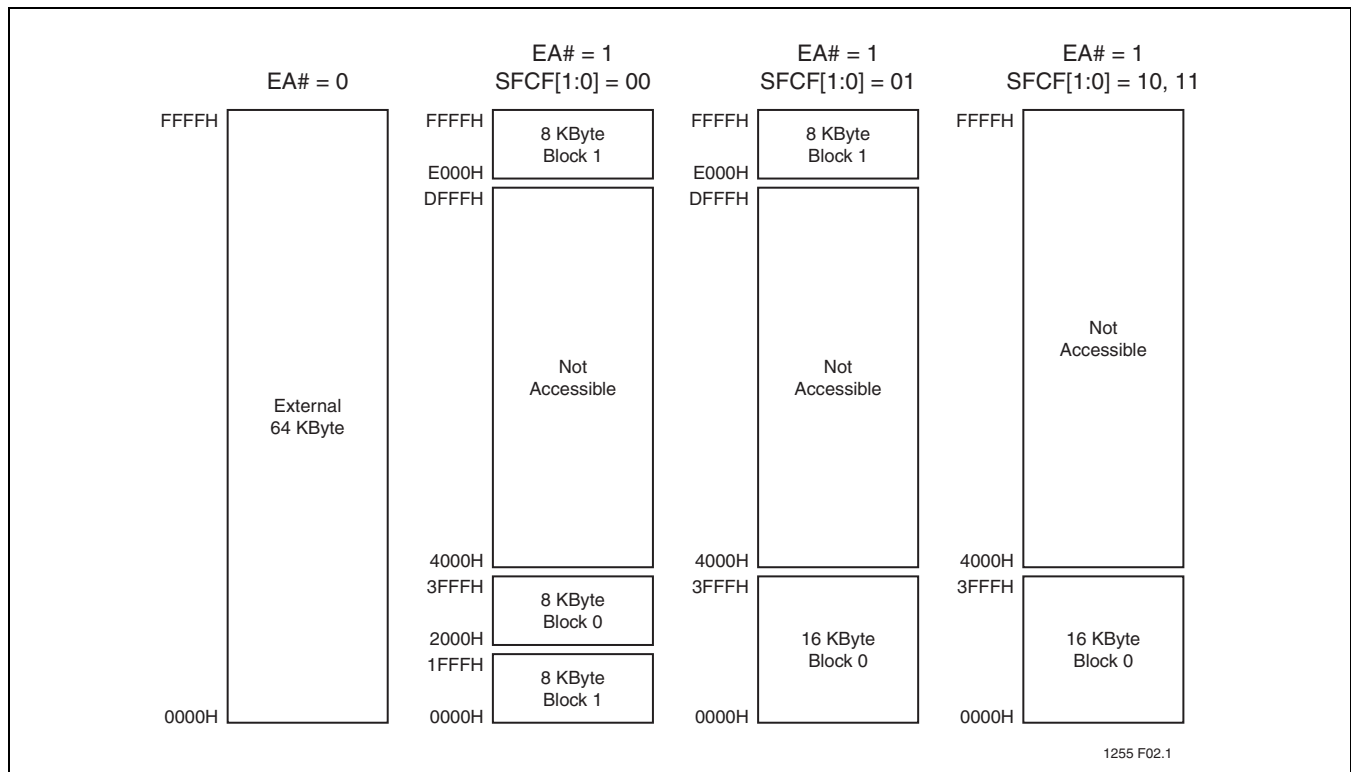 EA# = 0
FFFFH
External
64 KByte
0000H
EA# = 1
SFCF[1:0] = 00
FFFFH
8 KByte
Block 1
E000H
DFFFH
Not
Accessible
4000H
3FFFH
8 KByte
Block 0
2000H
1FFFH
8 KByte
Block 1
0000H
EA# = 1
SFCF[1:0] = 01
FFFFH
8 KByte
Block 1
E000H
DFFFH
Not
Accessible
4000H
3FFFH
16 KByte
Block 0
0000H
EA# = 1
SFCF[1:0] = 10, 11
FFFFH
Not
Accessible
4000H
3FFFH
16 KByte
Block 0
0000H
1255 F02.1